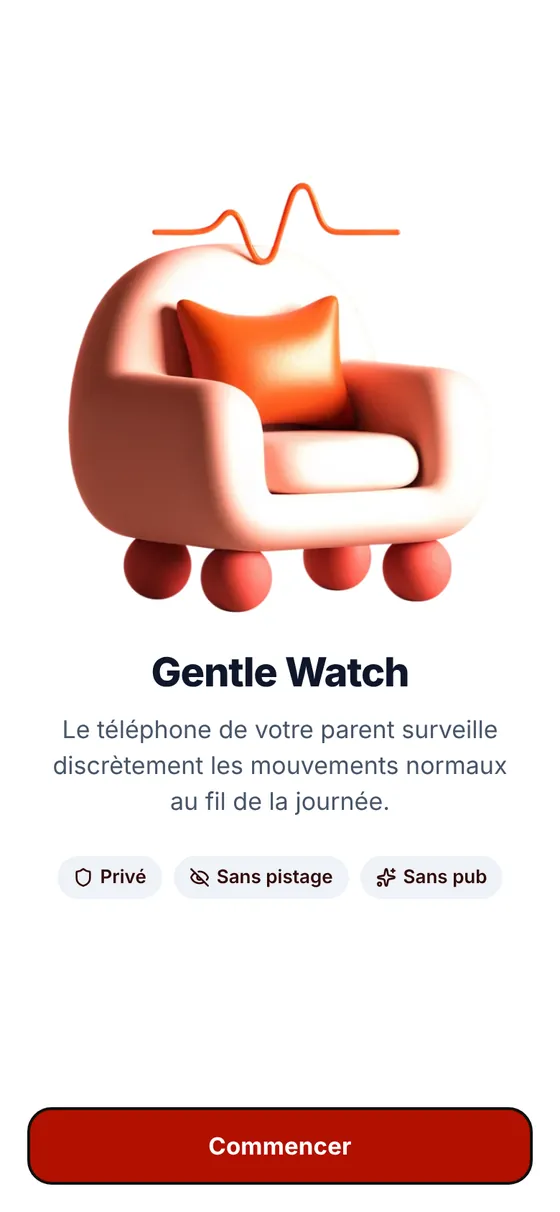 Gentle Watch
Le téléphone de votre parent surveille
discrètement les mouvements normaux
au fil de la journée.
Privé
Sans pistage
Sans pub
Commencer